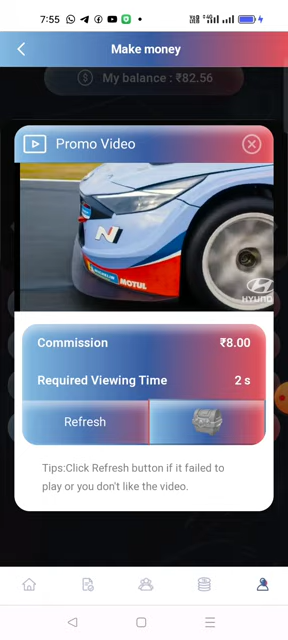 7:55
Make money
My balance : ₹82.56
Promo Video
N
MICHELIN
MOTUL
HYUNDAI
Commission ₹8.00
Required Viewing Time 2 s
Refresh
Tips:Click Refresh button if it failed to
play or you don't like the video.